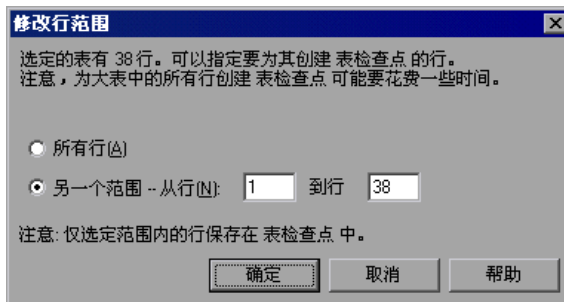 修改行范围
选定的表有 38 行。可以指定要为其创建 表检查点 的行。
注意，为大表中的所有行创建 表检查点 可能要花费一些时间。
所有行(A)
另一个范围 -- 从行(N): 1 到行 38
注意: 仅选定范围内的行保存在 表检查点 中。
确定 取消 帮助